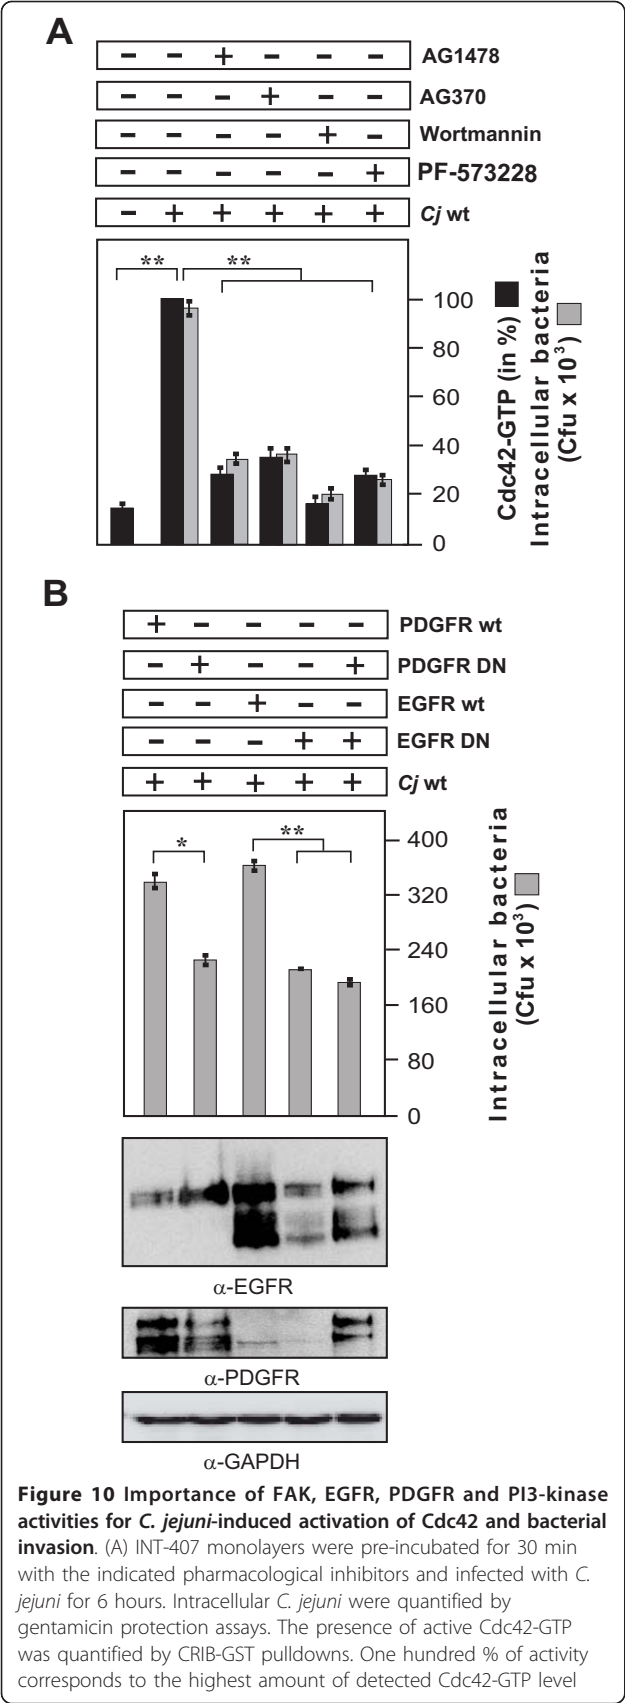 A
− − + − − − AG1478
− − − + − − AG370
− − − − + − Wortmannin
− − − − − + PF-573228
− + + + + + Cj wt
** **
100
80
60
40
20
0
Cdc42-GTP (in %)
Intracellular bacteria
(Cfu x 10³)
B
+ − − − − PDGFR wt
− + − − + PDGFR DN
− − + − − EGFR wt
− − − + + EGFR DN
+ + + + + Cj wt
* **
400
320
240
160
80
0
Intracellular bacteria
(Cfu x 10³)
α-EGFR
α-PDGFR
α-GAPDH
Figure 10 Importance of FAK, EGFR, PDGFR and PI3-kinase
activities for C. jejuni-induced activation of Cdc42 and bacterial
invasion. (A) INT-407 monolayers were pre-incubated for 30 min
with the indicated pharmacological inhibitors and infected with C.
jejuni for 6 hours. Intracellular C. jejuni were quantified by
gentamicin protection assays. The presence of active Cdc42-GTP
was quantified by CRIB-GST pulldowns. One hundred % of activity
corresponds to the highest amount of detected Cdc42-GTP level